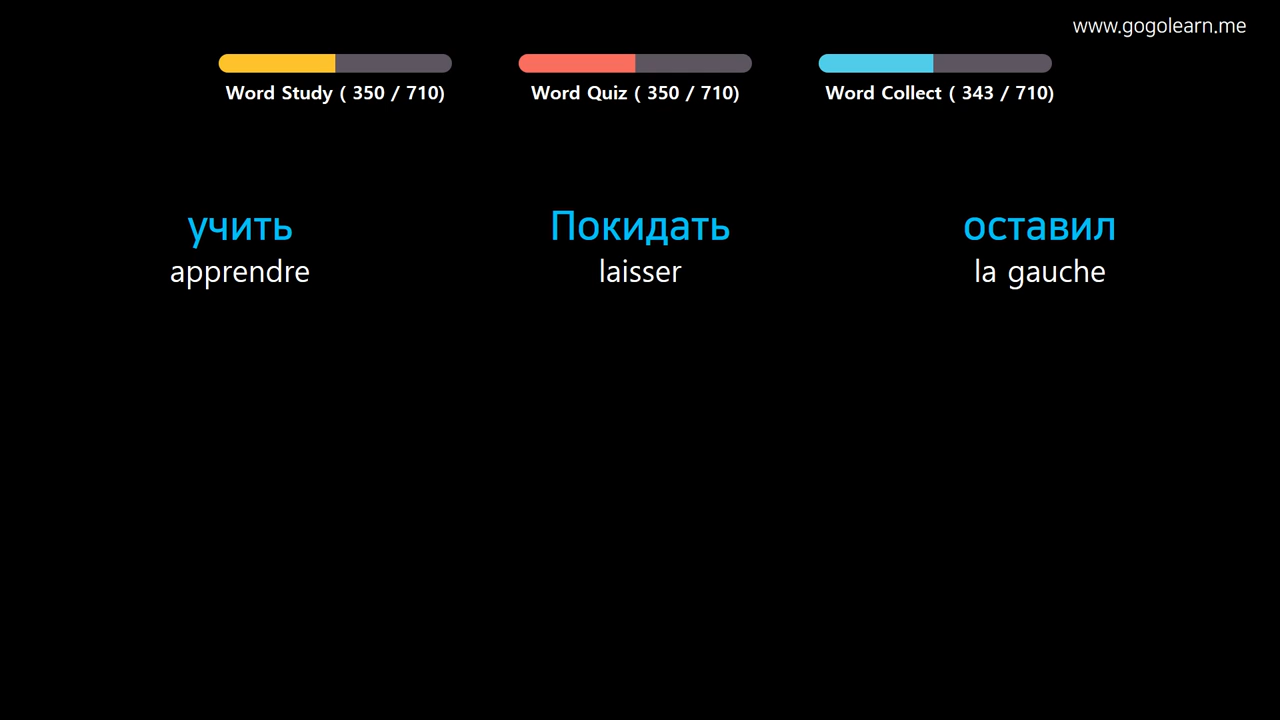 www.gogolearn.me
Word Study ( 350 / 710)
Word Quiz ( 350 / 710)
Word Collect ( 343 / 710)
учить
apprendre
Покидать
laisser
оставил
la gauche